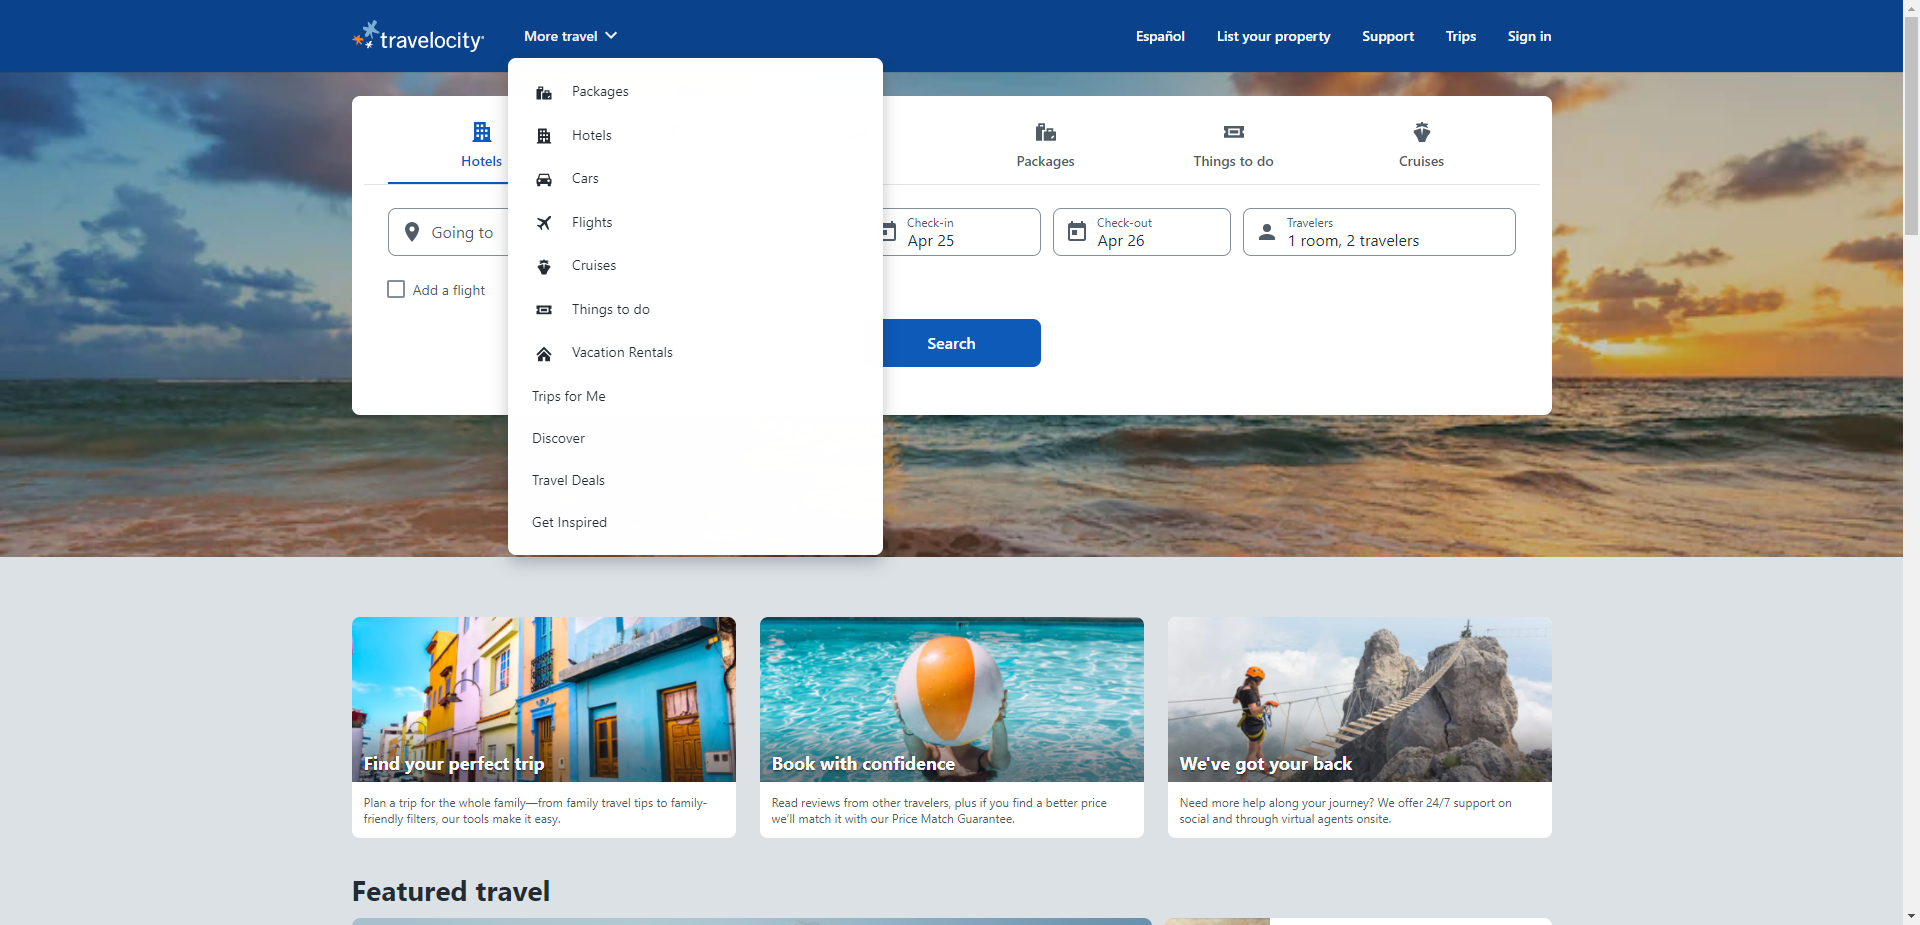 travelocity
More travel
Español
List your property
Support
Trips
Sign in
Packages
Hotels
Cars
Flights
Cruises
Things to do
Vacation Rentals
Trips for Me
Discover
Travel Deals
Get Inspired
Hotels
Packages
Things to do
Cruises
Going to
Check-in
Apr 25
Check-out
Apr 26
Travelers
1 room, 2 travelers
Add a flight
Search
Find your perfect trip
Plan a trip for the whole family—from family travel tips to family-
friendly filters, our tools make it easy.
Book with confidence
Read reviews from other travelers, plus if you find a better price
we'll match it with our Price Match Guarantee.
We've got your back
Need more help along your journey? We offer 24/7 support on
social and through virtual agents onsite.
Featured travel